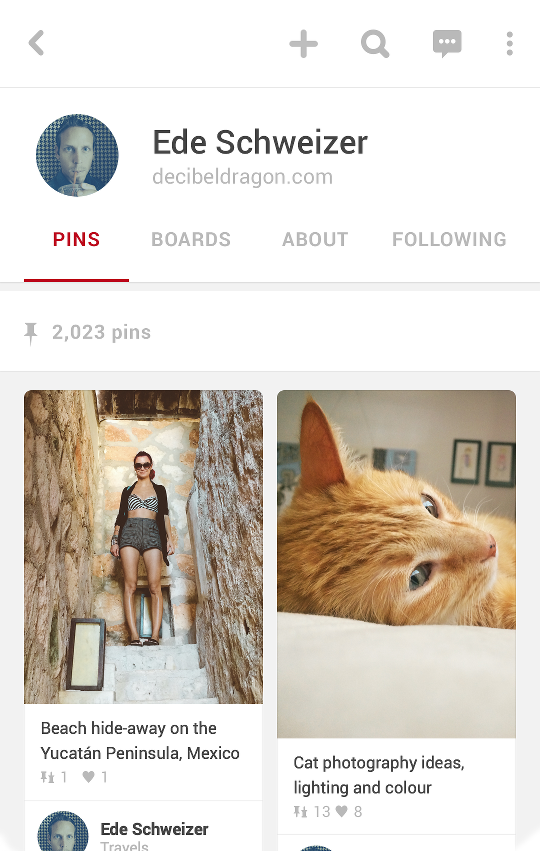 Ede Schweizer
decibeldragon.com
PINS BOARDS ABOUT FOLLOWING
2,023 pins
Beach hide-away on the
Yucatán Peninsula, Mexico
1 1
Ede Schweizer
Travels
Cat photography ideas,
lighting and colour
13 8